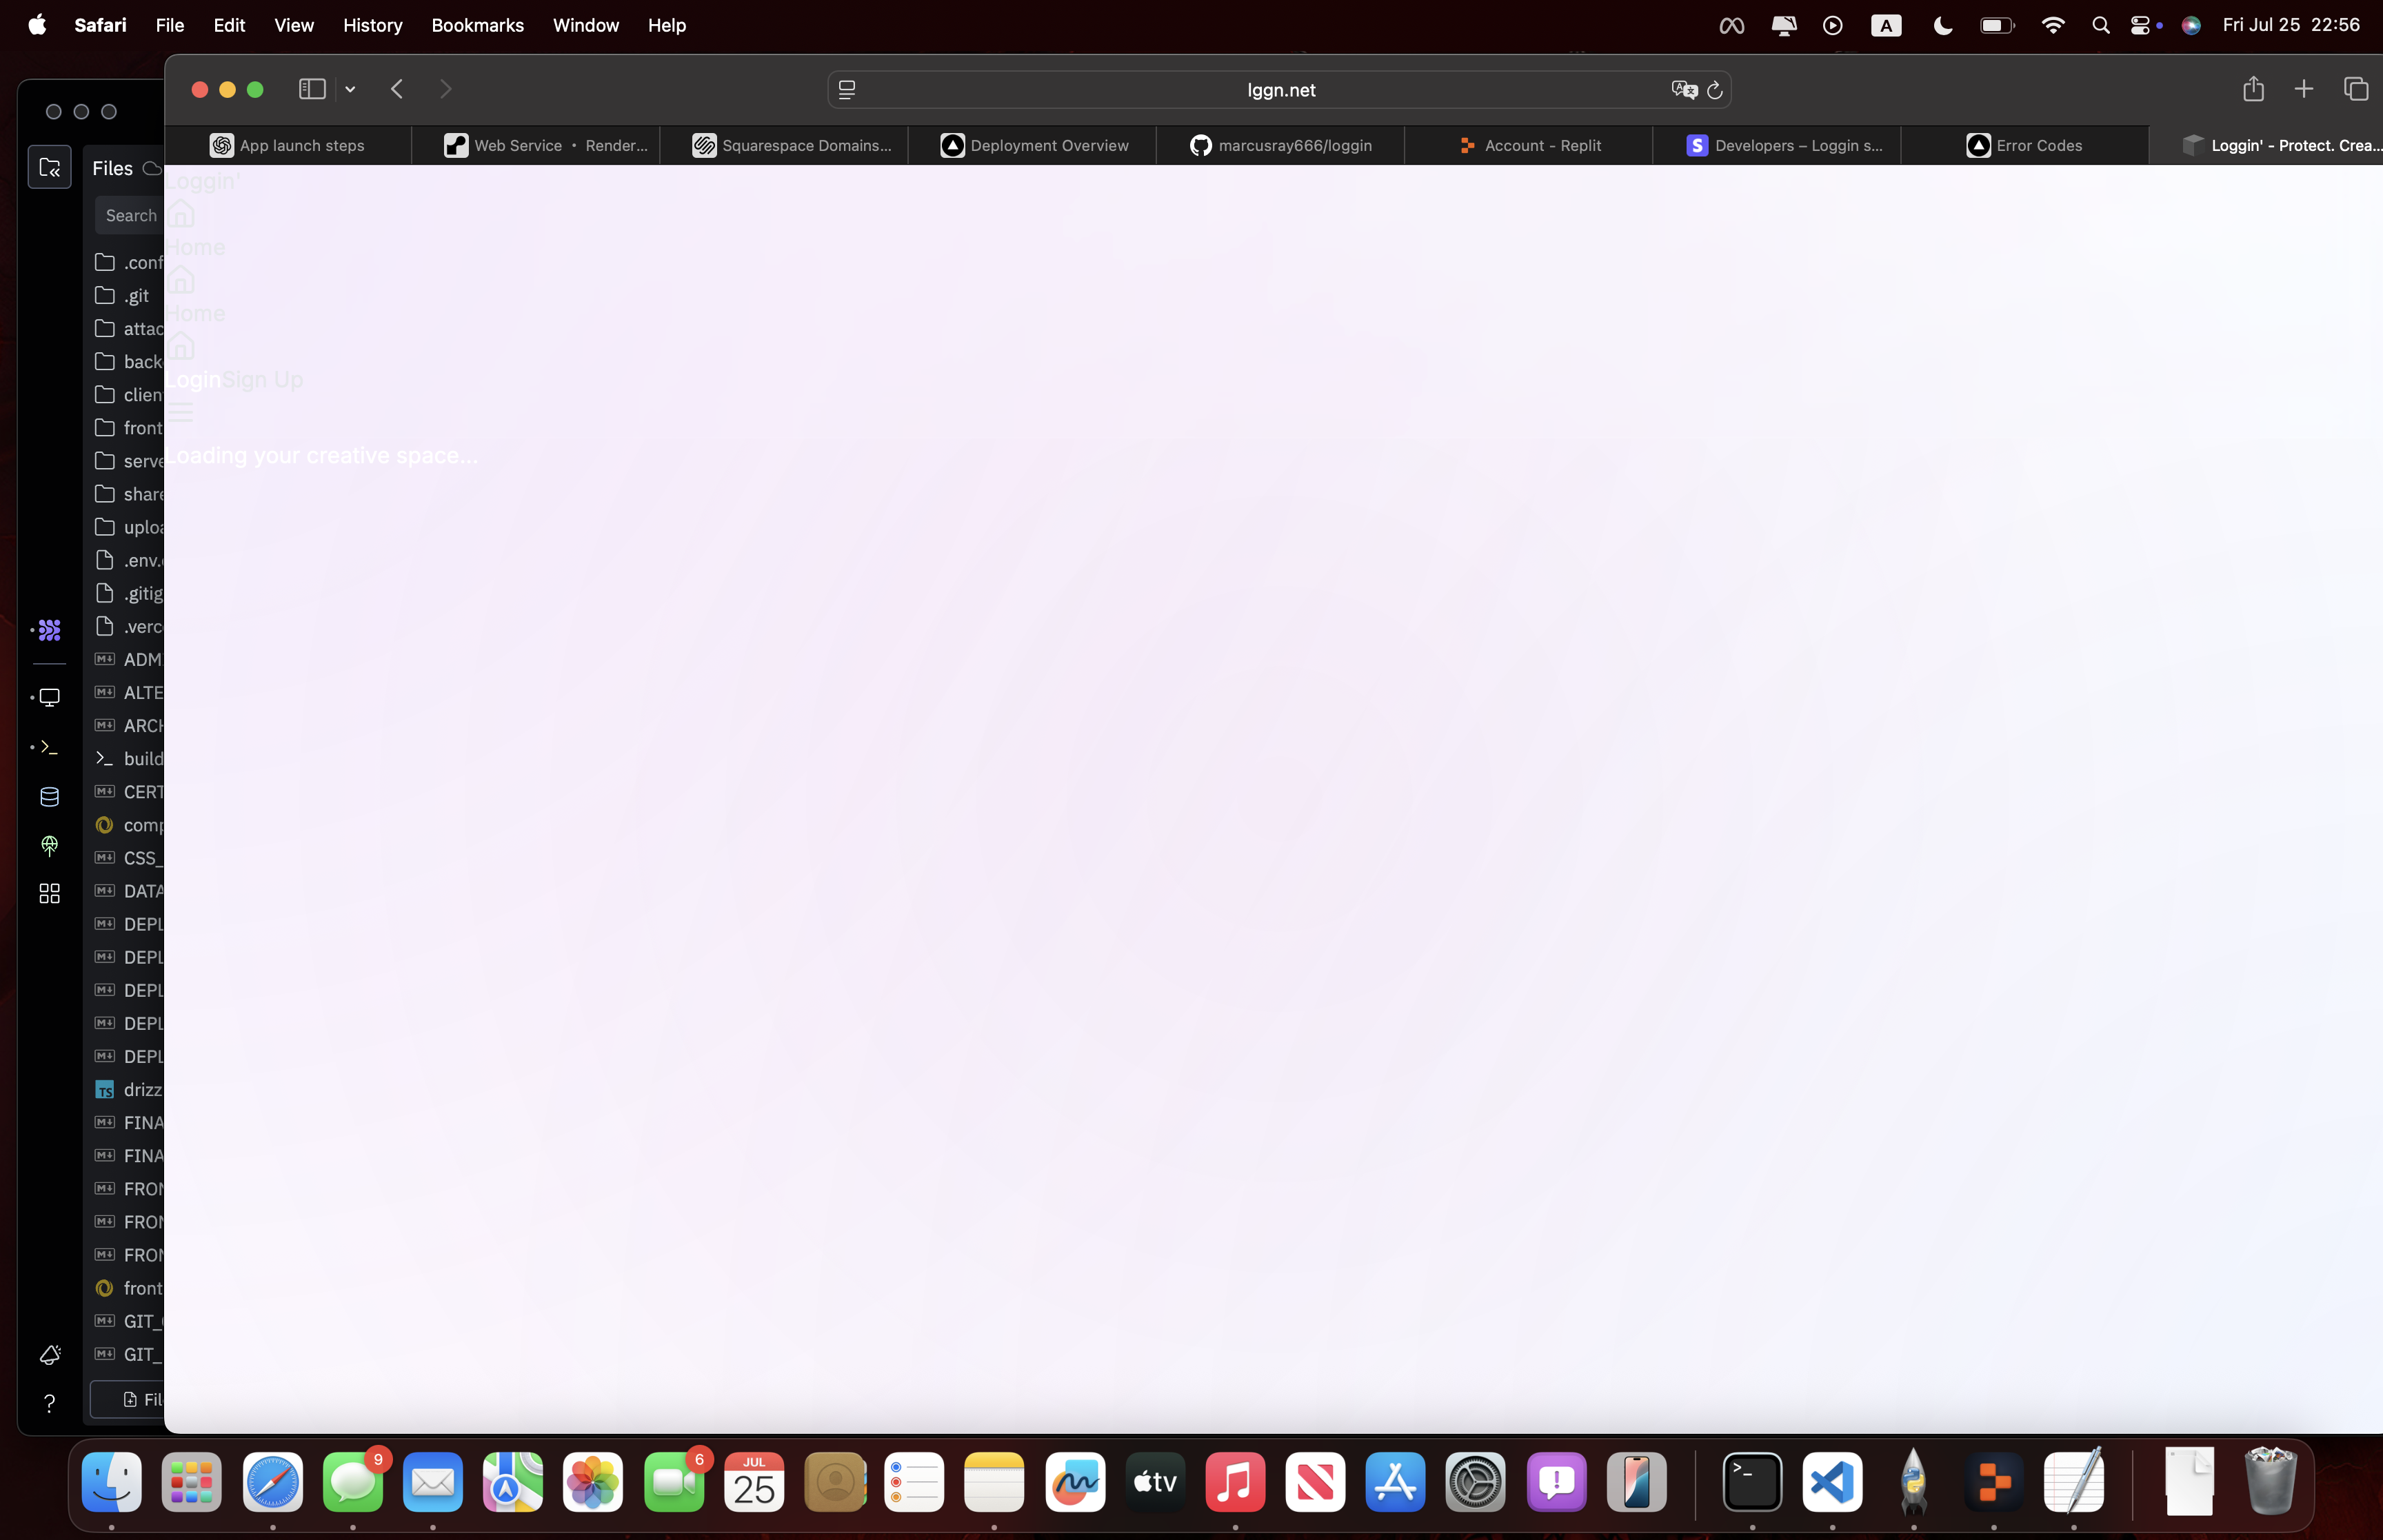 Safari File Edit View History Bookmarks Window Help A Fri Jul 25 22:56
lggn.net
App launch steps
Web Service • Render...
Squarespace Domains...
Deployment Overview
marcusray666/loggin
Account - Replit
S Developers – Loggin s...
Error Codes
Loggin' - Protect. Crea...
Files
Search
.conf
.git
attac
back
clien
front
serve
share
uploa
.env.
.gitig
.verc
ADM
ALTE
ARCH
build
CERT
comp
CSS_
DATA
DEPL
DEPL
DEPL
DEPL
DEPL
TS drizz
FINA
FINA
FRON
FRON
FRON
front
GIT_
GIT_
Fil
Loggin'
Home
Home
LoginSign Up
Loading your creative space...
9
6
JUL
25
tv